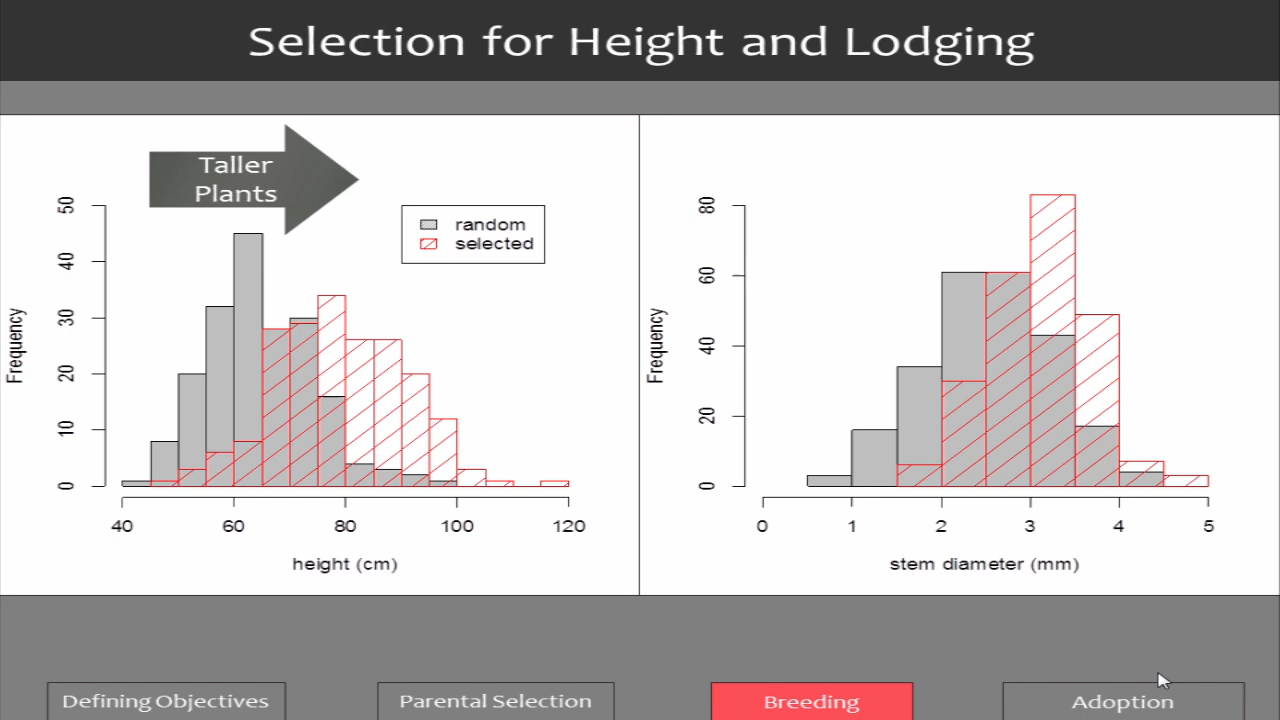 Selection for Height and Lodging
Taller
Plants
random
selected
Frequency
50
40
30
20
10
0
40 60 80 100 120
height (cm)
Frequency
80
60
40
20
0
0 1 2 3 4 5
stem diameter (mm)
Defining Objectives
Parental Selection
Breeding
Adoption